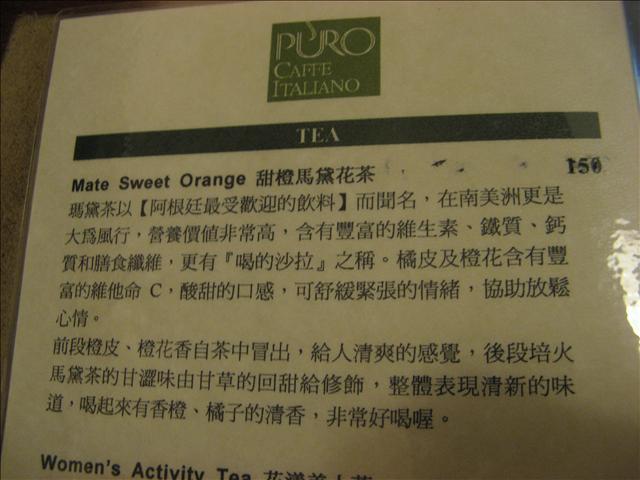 PURO
CAFFE
ITALIANO
TEA
Mate Sweet Orange 甜橙馬黛花茶 150
瑪黛茶以【阿根廷最受歡迎的飲料】而聞名，在南美洲更是
大為風行，營養價值非常高，含有豐富的維生素、鐵質、鈣
質和膳食纖維，更有『喝的沙拉』之稱。橘皮及橙花含有豐
富的維他命 C，酸甜的口感，可舒緩緊張的情緒，協助放鬆
心情。
前段橙皮、橙花香自茶中冒出，給人清爽的感覺，後段培火
馬黛茶的甘澀味由甘草的回甜給修飾，整體表現清新的味
道，喝起來有香橙、橘子的清香，非常好喝喔。
Women's Activity Tea